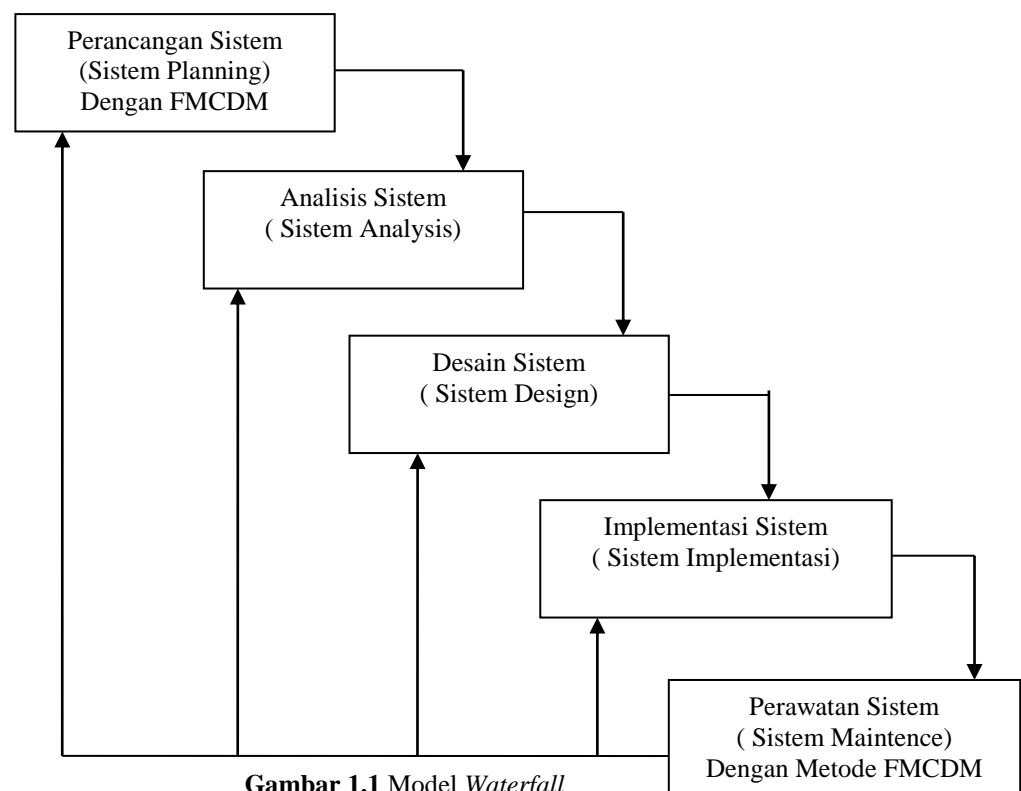 Perancangan Sistem
(Sistem Planning)
Dengan FMCDM
Analisis Sistem
( Sistem Analysis)
Desain Sistem
( Sistem Design)
Implementasi Sistem
( Sistem Implementasi)
Perawatan Sistem
( Sistem Maintence)
Dengan Metode FMCDM
Gambar 1.1 Model Waterfall